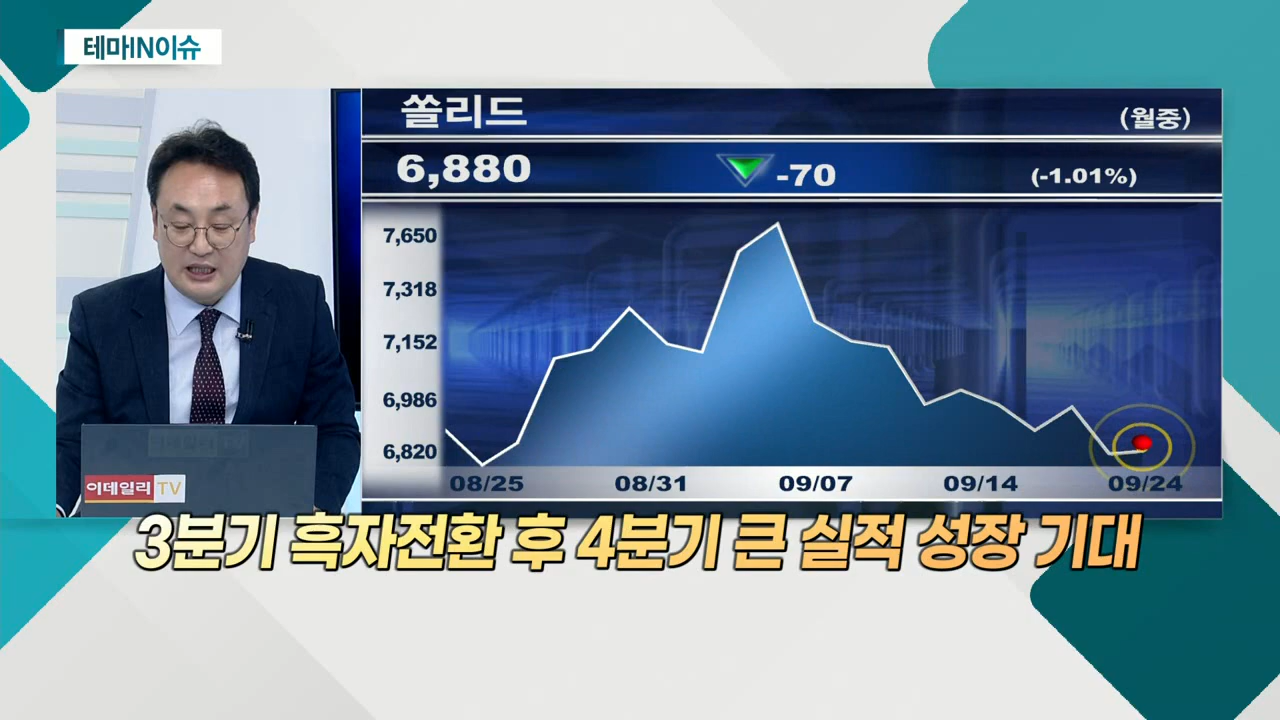 테마IN이슈
쏠리드
(월중)
6,880
-70
(-1.01%)
7,650
7,318
7,152
6,986
6,820
08/25
08/31
09/07
09/14
09/24
이데일리TV
3분기 흑자전환 후 4분기 큰 실적 성장 기대